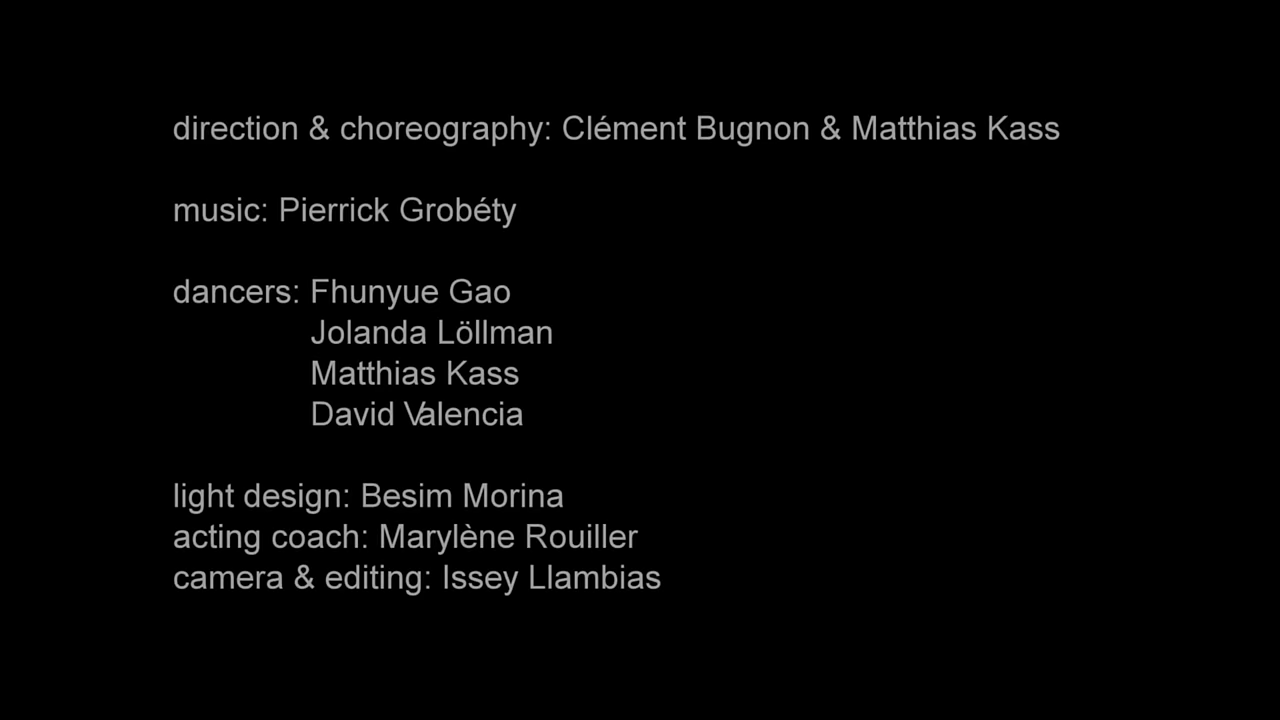 direction & choreography: Clément Bugnon & Matthias Kass
music: Pierrick Grobéty
dancers: Fhunyue Gao
Jolanda Löllman
Matthias Kass
David Valencia
light design: Besim Morina
acting coach: Marylène Rouiller
camera & editing: Issey Llambias